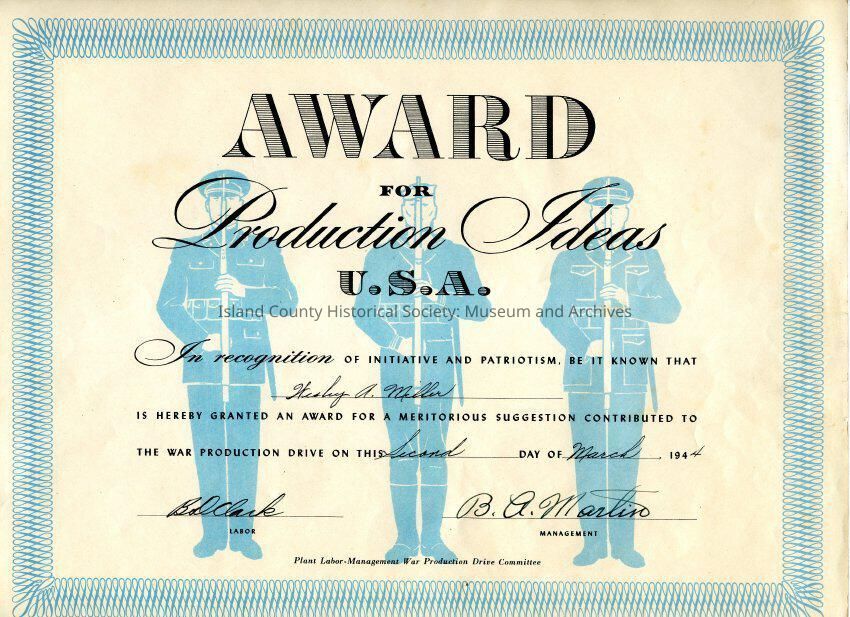 AWARD
FOR
Production Ideas
U.S.A.
Island County Historical Society: Museum and Archives
In recognition OF INITIATIVE AND PATRIOTISM, BE IT KNOWN THAT
Wesley A. Miller
IS HEREBY GRANTED AN AWARD FOR A MERITORIOUS SUGGESTION CONTRIBUTED TO
THE WAR PRODUCTION DRIVE ON THIS Second DAY OF March, 1944
Clark B. A. Martin
LABOR MANAGEMENT
Plant Labor-Management War Production Drive Committee